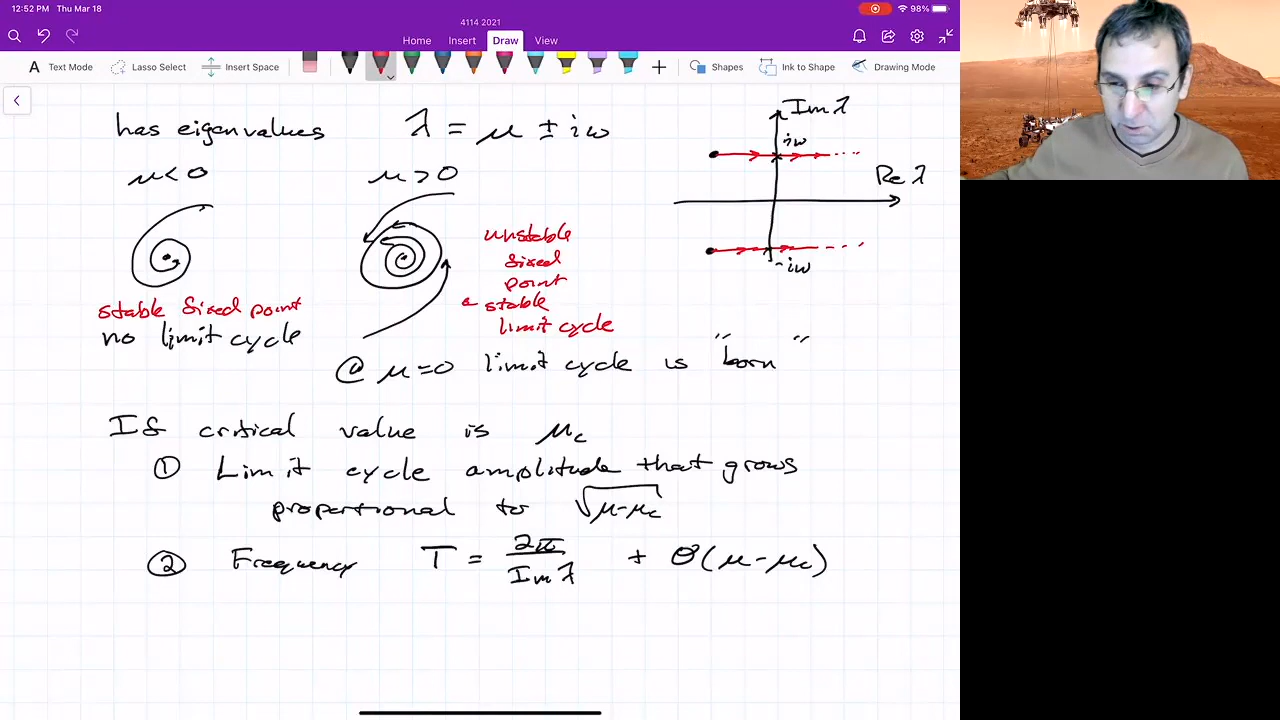 12:52 PM Thu Mar 18
98%
4114 2021
Home Insert Draw View
Text Mode Lasso Select Insert Space Shapes Ink to Shape Drawing Mode
has eigenvalues λ = μ ± iω
Im λ
iω
Re λ
-iω
μ < 0 μ > 0
stable fixed point
no limit cycle
unstable
fixed
point
a stable
limit cycle
@ μ=0 limit cycle is "born"
If critical value is μc
① Limit cycle amplitude that grows
proportional to √μ-μc
② Frequency T = 2π / Im λ + O(μ - μc)